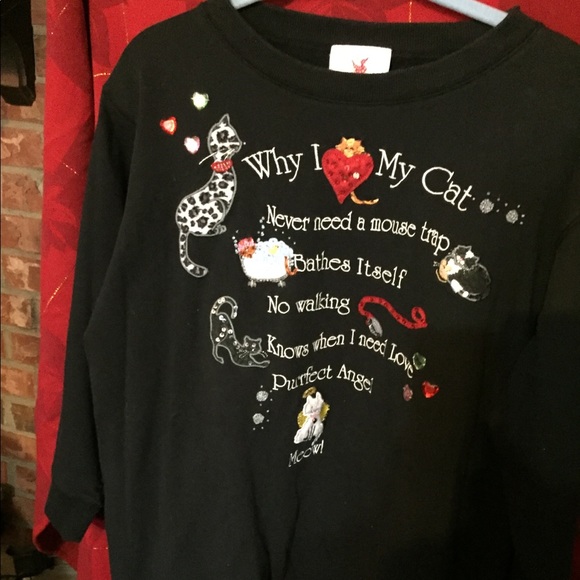 Why I My Cat
Never need a mouse trap
Bathes Itself
No walking
Knows when I need Love
Purrfect Angel
Meow!